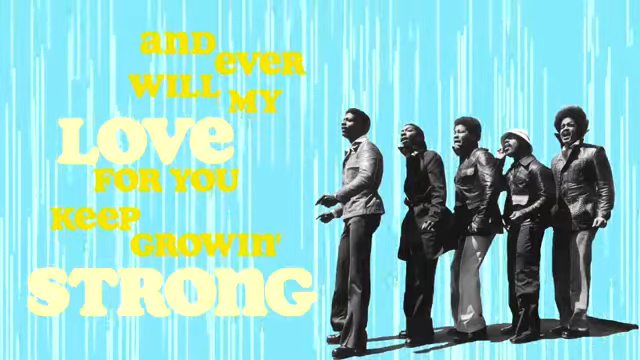 anD
ever
WILL
MY
Love
FOR YOU
Keep
GROWIN'
STRonG